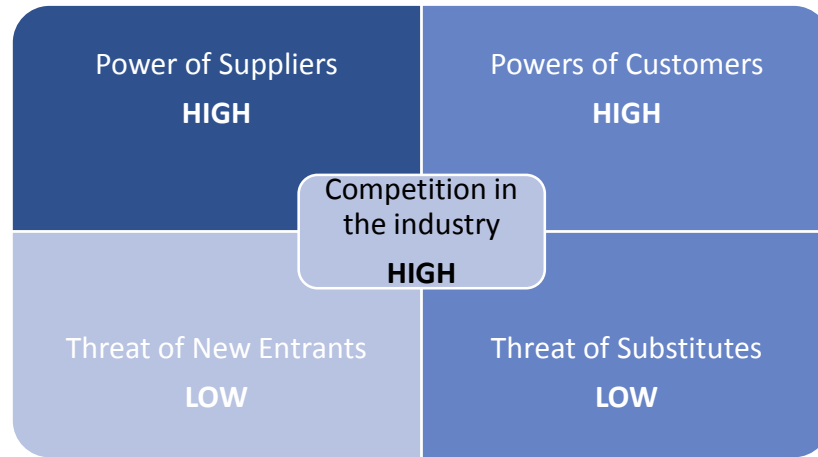 Power of Suppliers
HIGH
Powers of Customers
HIGH
Competition in
the industry
HIGH
Threat of New Entrants
LOW
Threat of Substitutes
LOW